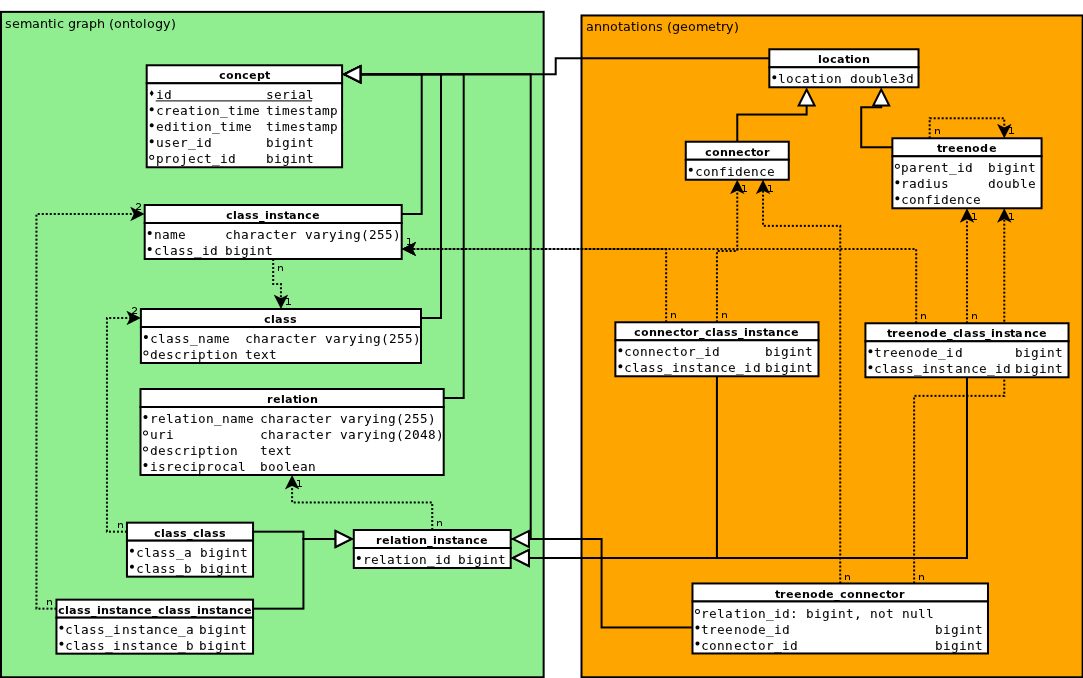 semantic graph (ontology)
concept
id serial
creation_time timestamp
edition_time timestamp
user_id bigint
project_id bigint
2
class_instance
name character varying(255)
class_id bigint
1
n
1
2
class
class_name character varying(255)
description text
relation
relation_name character varying(255)
uri character varying(2048)
description text
isreciprocal boolean
1
n
n
class_class
class_a bigint
class_b bigint
relation_instance
relation_id bigint
n
class_instance_class_instance
class_instance_a bigint
class_instance_b bigint
annotations (geometry)
location
location double3d
n 1
connector
confidence
treenode
parent_id bigint
radius double
confidence
1 1
1 1
n n
n n
connector_class_instance
connector_id bigint
class_instance_id bigint
treenode_class_instance
treenode_id bigint
class_instance_id bigint
n n
treenode_connector
relation_id: bigint, not null
treenode_id bigint
connector_id bigint